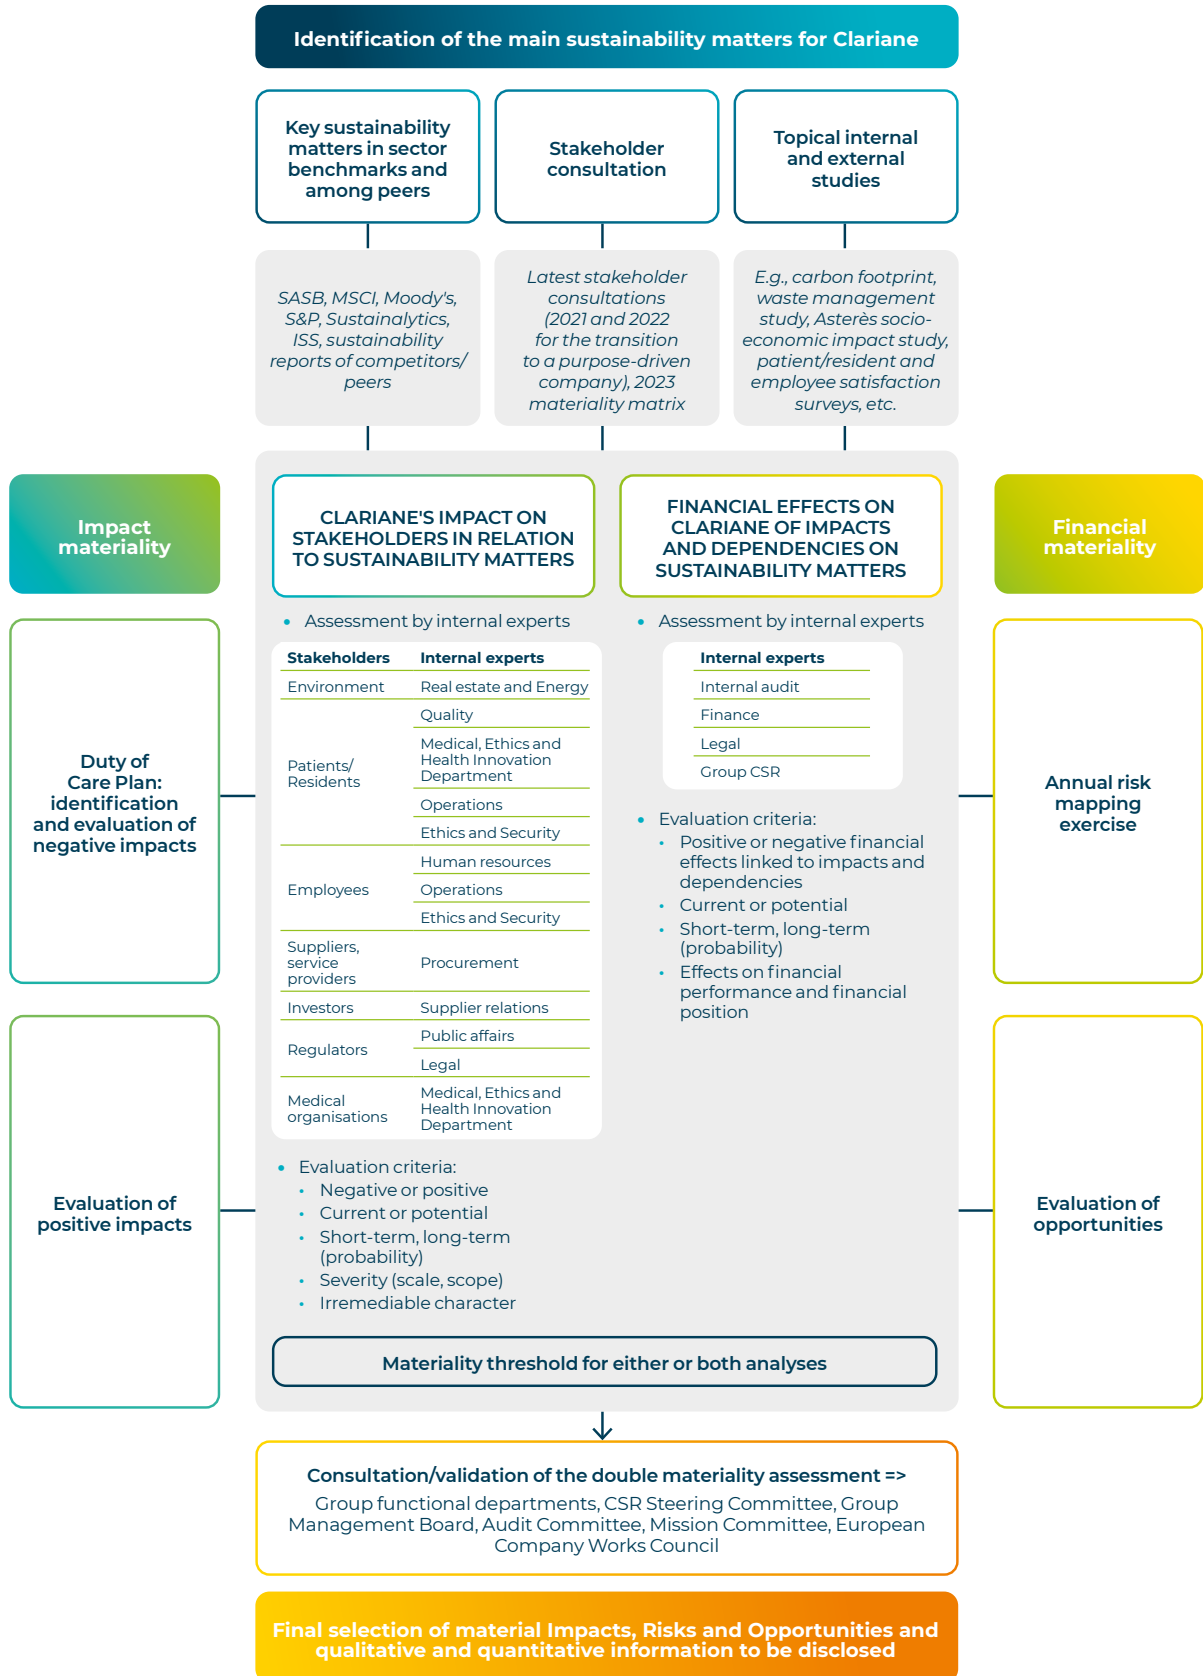 Identification of the main sustainability matters for Clariane
Key sustainability
matters in sector
benchmarks and
among peers
Stakeholder
consultation
Topical internal
and external
studies
SASB, MSCI, Moody's,
S&P, Sustainalytics,
ISS, sustainability
reports of competitors/
peers
Latest stakeholder
consultations
(2021 and 2022
for the transition
to a purpose-driven
company), 2023
materiality matrix
E.g., carbon footprint,
waste management
study, Asterès socio-
economic impact study,
patient/resident and
employee satisfaction
surveys, etc.
Impact
materiality
Duty of
Care Plan:
identification
and evaluation of
negative impacts
Evaluation of
positive impacts
CLARIANE'S IMPACT ON
STAKEHOLDERS IN RELATION
TO SUSTAINABILITY MATTERS
• Assessment by internal experts
Stakeholders Internal experts
Environment Real estate and Energy
Patients/
Residents
Quality
Medical, Ethics and
Health Innovation
Department
Operations
Ethics and Security
Employees
Human resources
Operations
Ethics and Security
Suppliers,
service
providers
Procurement
Investors Supplier relations
Regulators
Public affairs
Legal
Medical
organisations
Medical, Ethics and
Health Innovation
Department
• Evaluation criteria:
• Negative or positive
• Current or potential
• Short-term, long-term
(probability)
• Severity (scale, scope)
• Irremediable character
FINANCIAL EFFECTS ON
CLARIANE OF IMPACTS
AND DEPENDENCIES ON
SUSTAINABILITY MATTERS
• Assessment by internal experts
Internal experts
Internal audit
Finance
Legal
Group CSR
• Evaluation criteria:
• Positive or negative financial
effects linked to impacts and
dependencies
• Current or potential
• Short-term, long-term
(probability)
• Effects on financial
performance and financial
position
Financial
materiality
Annual risk
mapping
exercise
Evaluation of
opportunities
Materiality threshold for either or both analyses
Consultation/validation of the double materiality assessment =>
Group functional departments, CSR Steering Committee, Group
Management Board, Audit Committee, Mission Committee, European
Company Works Council
Final selection of material Impacts, Risks and Opportunities and
qualitative and quantitative information to be disclosed